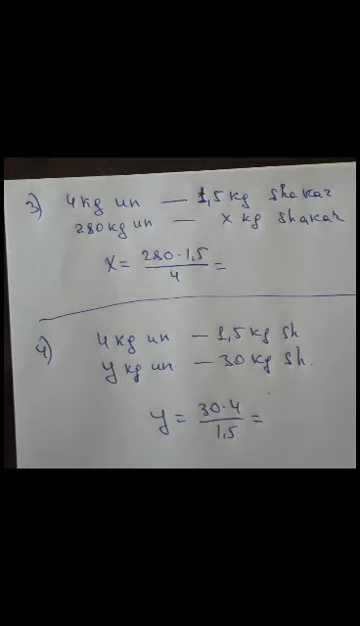 3) 4 kg un — 1,5 kg shakar
280 kg un — x kg shakar
x = 280·1,5 / 4 =
4) 4 kg un — 1,5 kg sh
y kg un — 30 kg sh.
y = 30·4 / 1,5 =